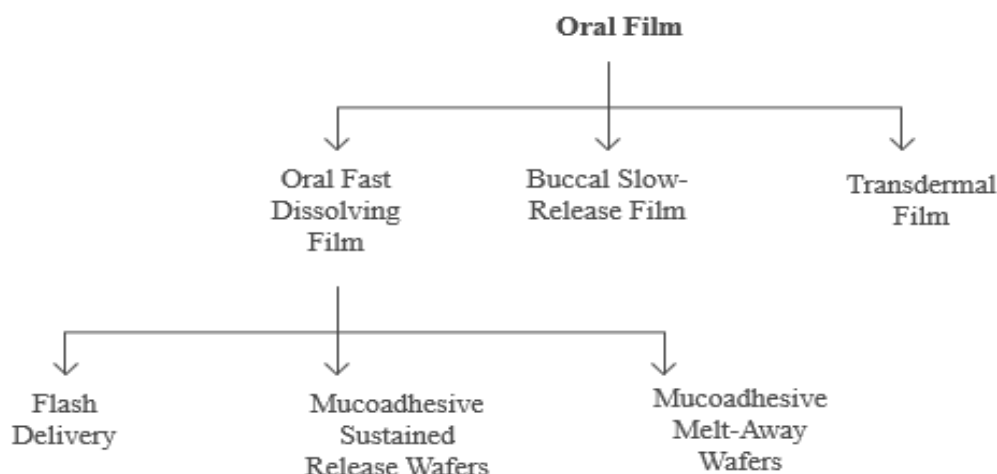 Oral Film
Oral Fast
Dissolving
Film
Buccal Slow-
Release Film
Transdermal
Film
Flash
Delivery
Mucoadhesive
Sustained
Release Wafers
Mucoadhesive
Melt-Away
Wafers